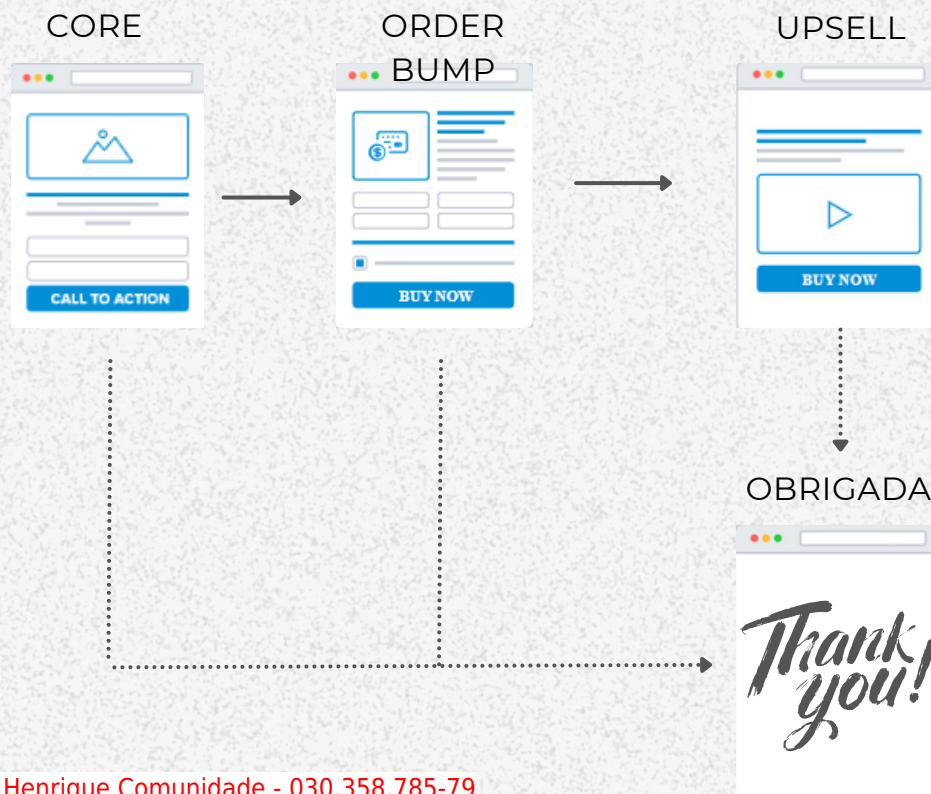 CORE
ORDER
BUMP
UPSELL
CALL TO ACTION
BUY NOW
BUY NOW
OBRIGADA
Thank
you!
Henrique Comunidade - 030.358.785-79